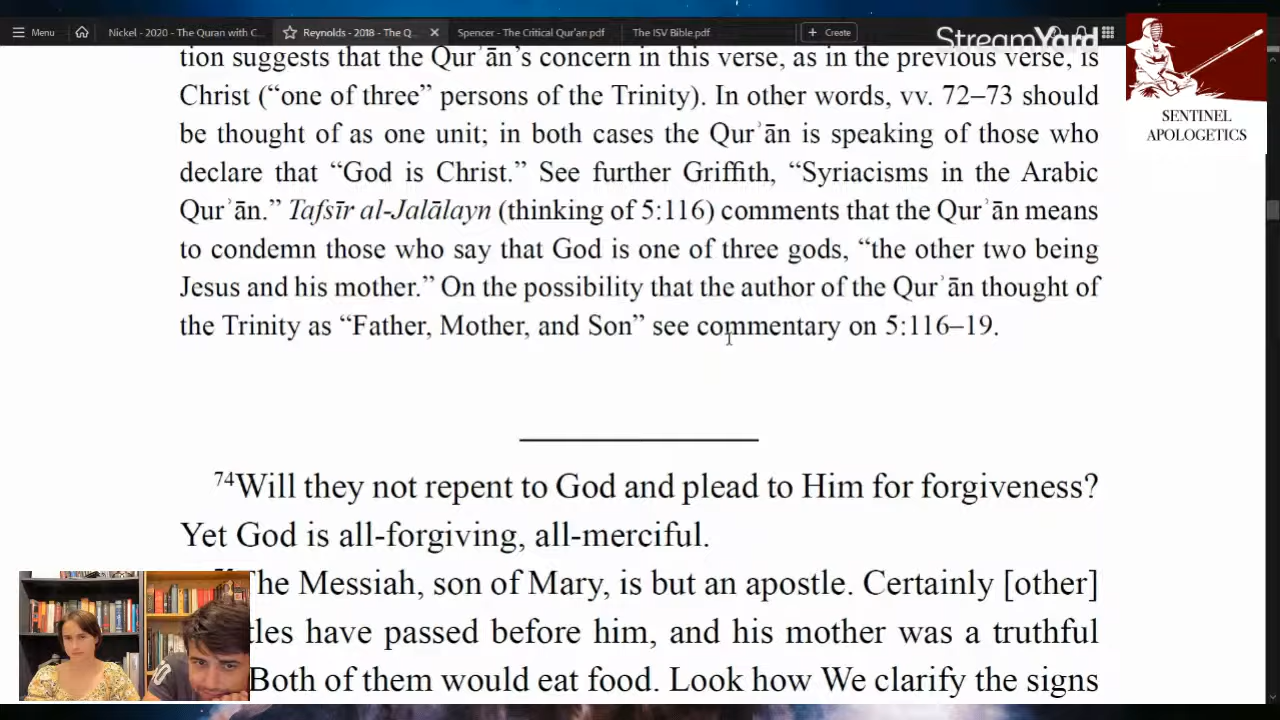 Menu
Nickel - 2020 - The Quran with C...
Reynolds - 2018 - The Q...
Spencer - The Critical Qur'an.pdf
The ISV Bible.pdf
+ Create
StreamYard
SENTINEL
APOLOGETICS
tion suggests that the Qurʾān’s concern in this verse, as in the previous verse, is
Christ (“one of three” persons of the Trinity). In other words, vv. 72–73 should
be thought of as one unit; in both cases the Qurʾān is speaking of those who
declare that “God is Christ.” See further Griffith, “Syriacisms in the Arabic
Qurʾān.” Tafsīr al-Jalālayn (thinking of 5:116) comments that the Qurʾān means
to condemn those who say that God is one of three gods, “the other two being
Jesus and his mother.” On the possibility that the author of the Qurʾān thought of
the Trinity as “Father, Mother, and Son” see commentary on 5:116–19.
74Will they not repent to God and plead to Him for forgiveness?
Yet God is all-forgiving, all-merciful.
The Messiah, son of Mary, is but an apostle. Certainly [other]
tles have passed before him, and his mother was a truthful
Both of them would eat food. Look how We clarify the signs